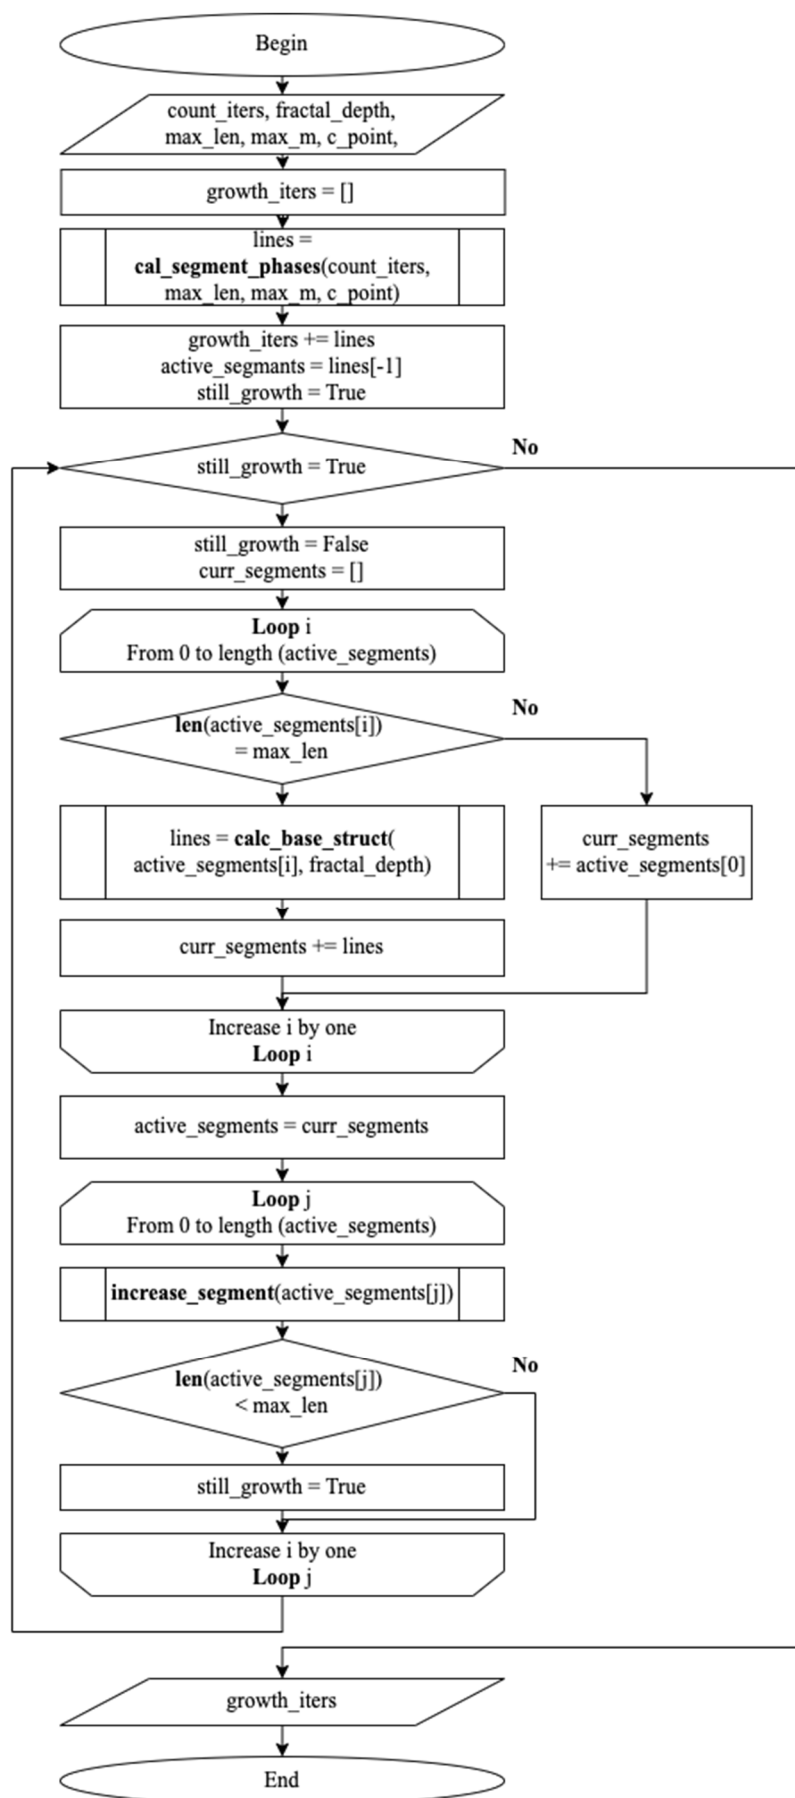 Begin
count_iters, fractal_depth,
max_len, max_m, c_point,
growth_iters = []
lines =
cal_segment_phases(count_iters,
max_len, max_m, c_point)
growth_iters += lines
active_segmants = lines[-1]
still_growth = True
still_growth = True
No
still_growth = False
curr_segments = []
Loop i
From 0 to length (active_segments)
len(active_segments[i])
= max_len
No
lines = calc_base_struct(
active_segments[i], fractal_depth)
curr_segments
+= active_segments[0]
curr_segments += lines
Increase i by one
Loop i
active_segments = curr_segments
Loop j
From 0 to length (active_segments)
increase_segment(active_segments[j])
len(active_segments[j])
< max_len
No
still_growth = True
Increase i by one
Loop j
growth_iters
End